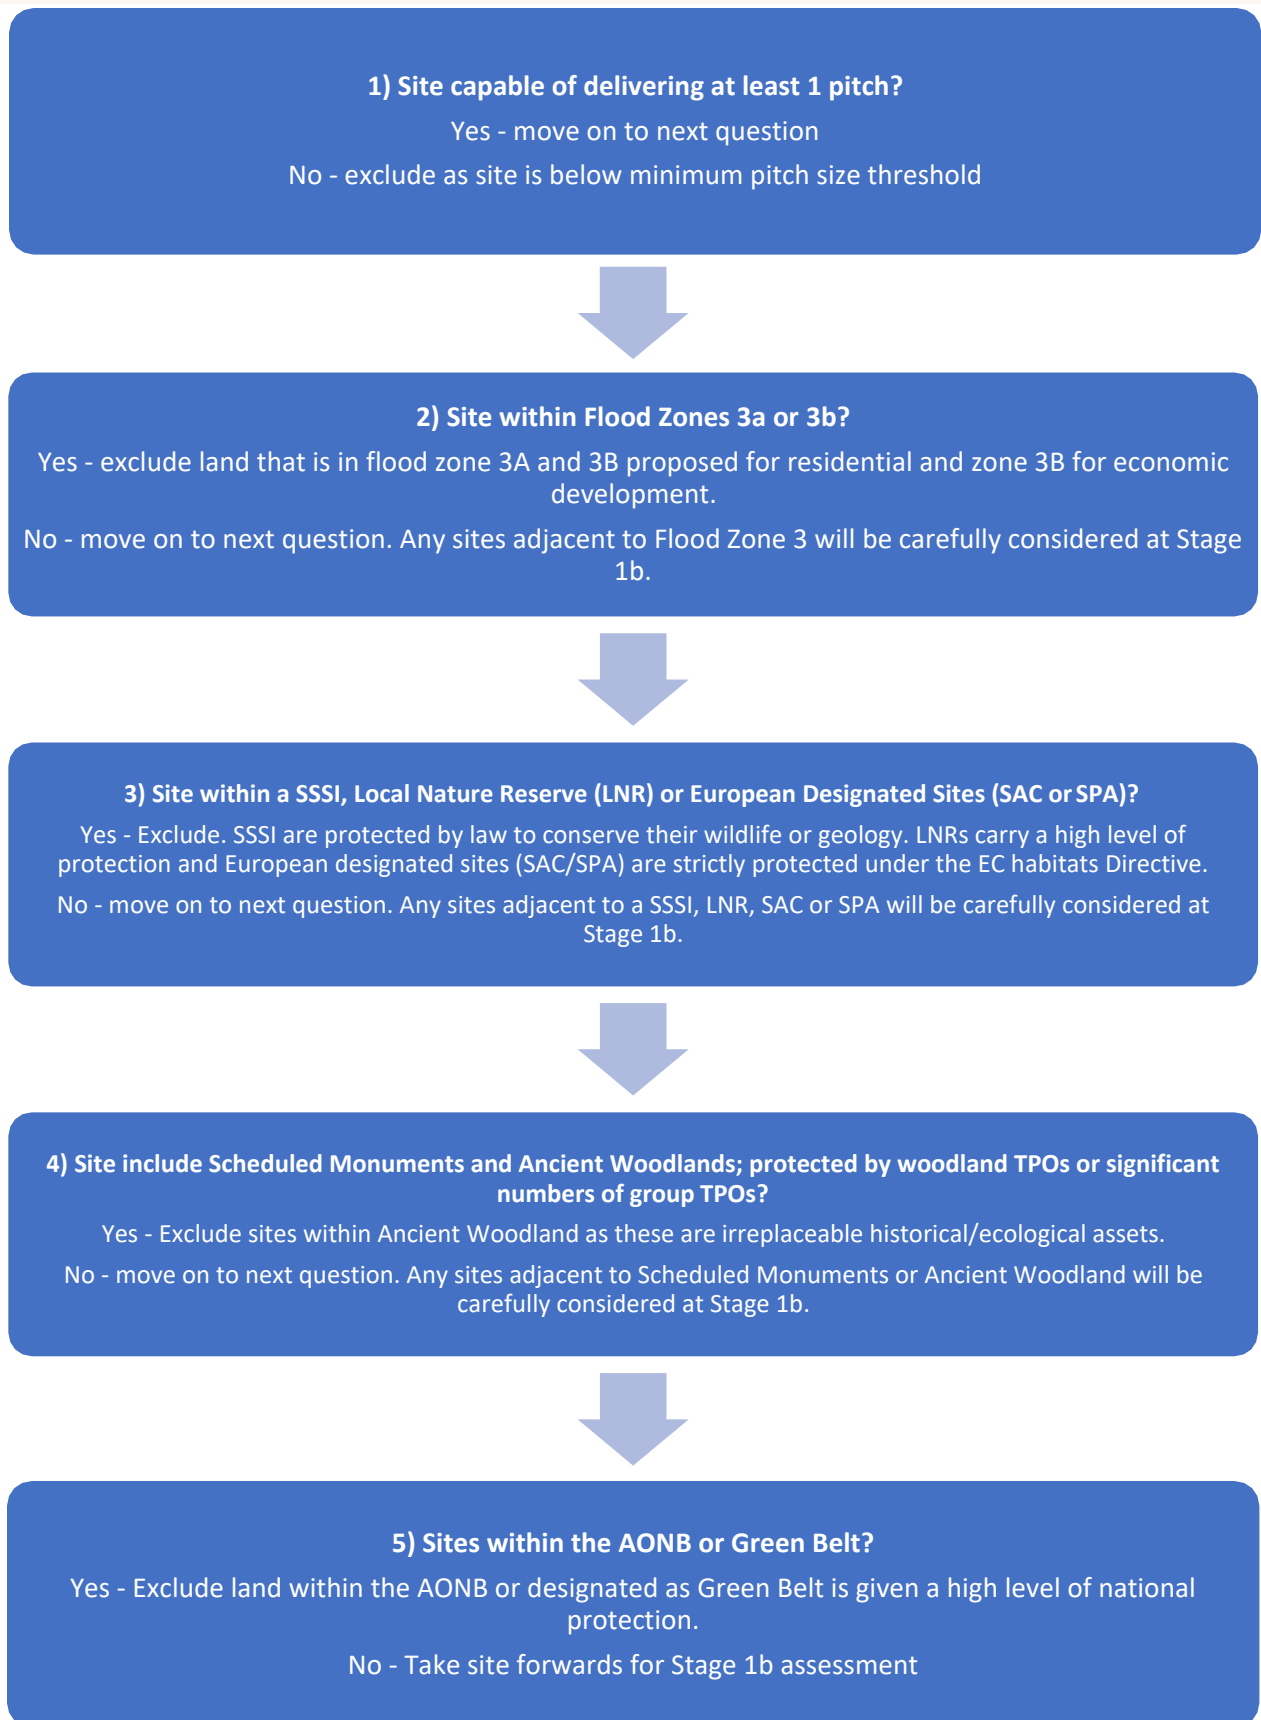 1) Site capable of delivering at least 1 pitch?
Yes - move on to next question
No - exclude as site is below minimum pitch size threshold
2) Site within Flood Zones 3a or 3b?
Yes - exclude land that is in flood zone 3A and 3B proposed for residential and zone 3B for economic
development.
No - move on to next question. Any sites adjacent to Flood Zone 3 will be carefully considered at Stage
1b.
3) Site within a SSSI, Local Nature Reserve (LNR) or European Designated Sites (SAC or SPA)?
Yes - Exclude. SSSI are protected by law to conserve their wildlife or geology. LNRs carry a high level of
protection and European designated sites (SAC/SPA) are strictly protected under the EC habitats Directive.
No - move on to next question. Any sites adjacent to a SSSI, LNR, SAC or SPA will be carefully considered at
Stage 1b.
4) Site include Scheduled Monuments and Ancient Woodlands; protected by woodland TPOs or significant
numbers of group TPOs?
Yes - Exclude sites within Ancient Woodland as these are irreplaceable historical/ecological assets.
No - move on to next question. Any sites adjacent to Scheduled Monuments or Ancient Woodland will be
carefully considered at Stage 1b.
5) Sites within the AONB or Green Belt?
Yes - Exclude land within the AONB or designated as Green Belt is given a high level of national
protection.
No - Take site forwards for Stage 1b assessment